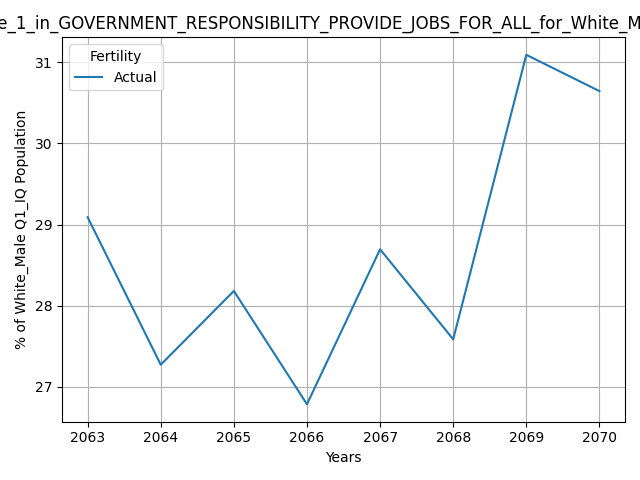 e_1_in_GOVERNMENT_RESPONSIBILITY_PROVIDE_JOBS_FOR_ALL_for_White_M
Fertility
Actual
% of White_Male Q1_IQ Population
31
30
29
28
27
2063 2064 2065 2066 2067 2068 2069 2070
Years